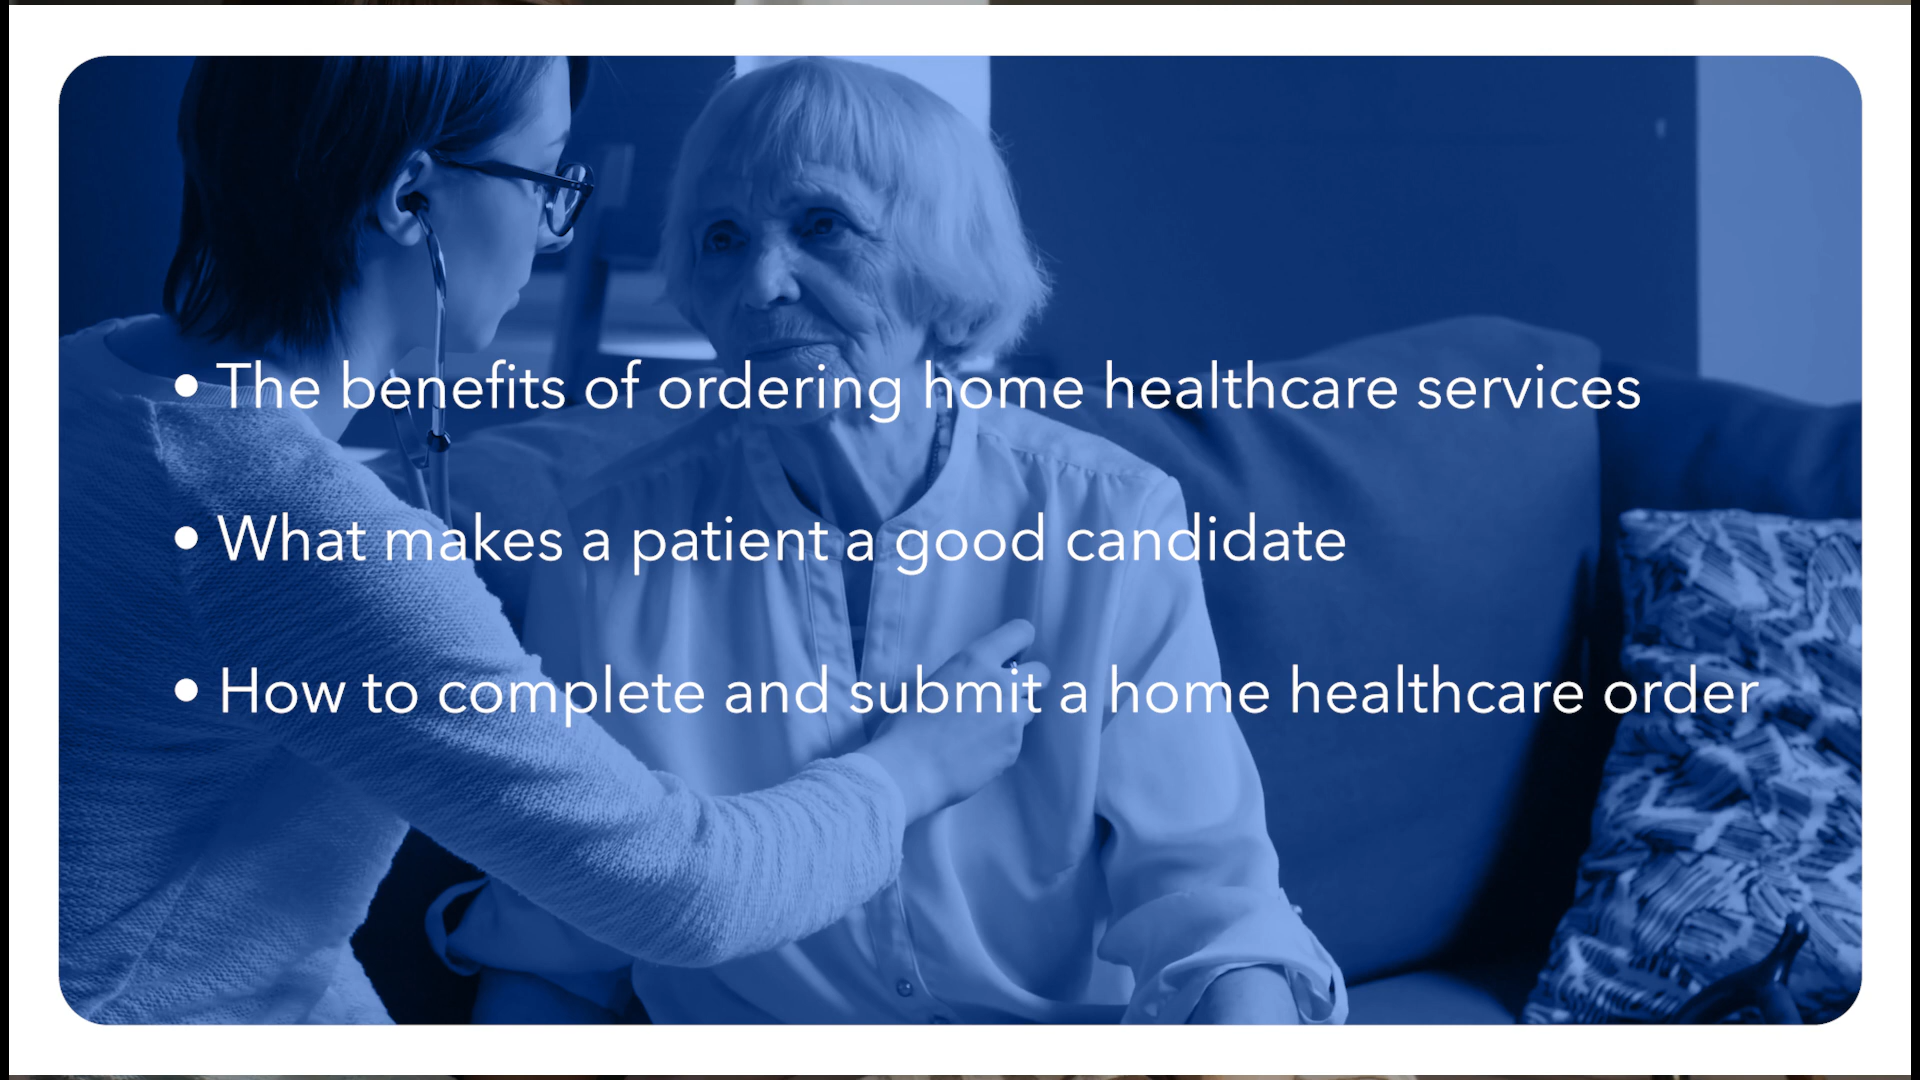 • The benefits of ordering home healthcare services
• What makes a patient a good candidate
• How to complete and submit a home healthcare order